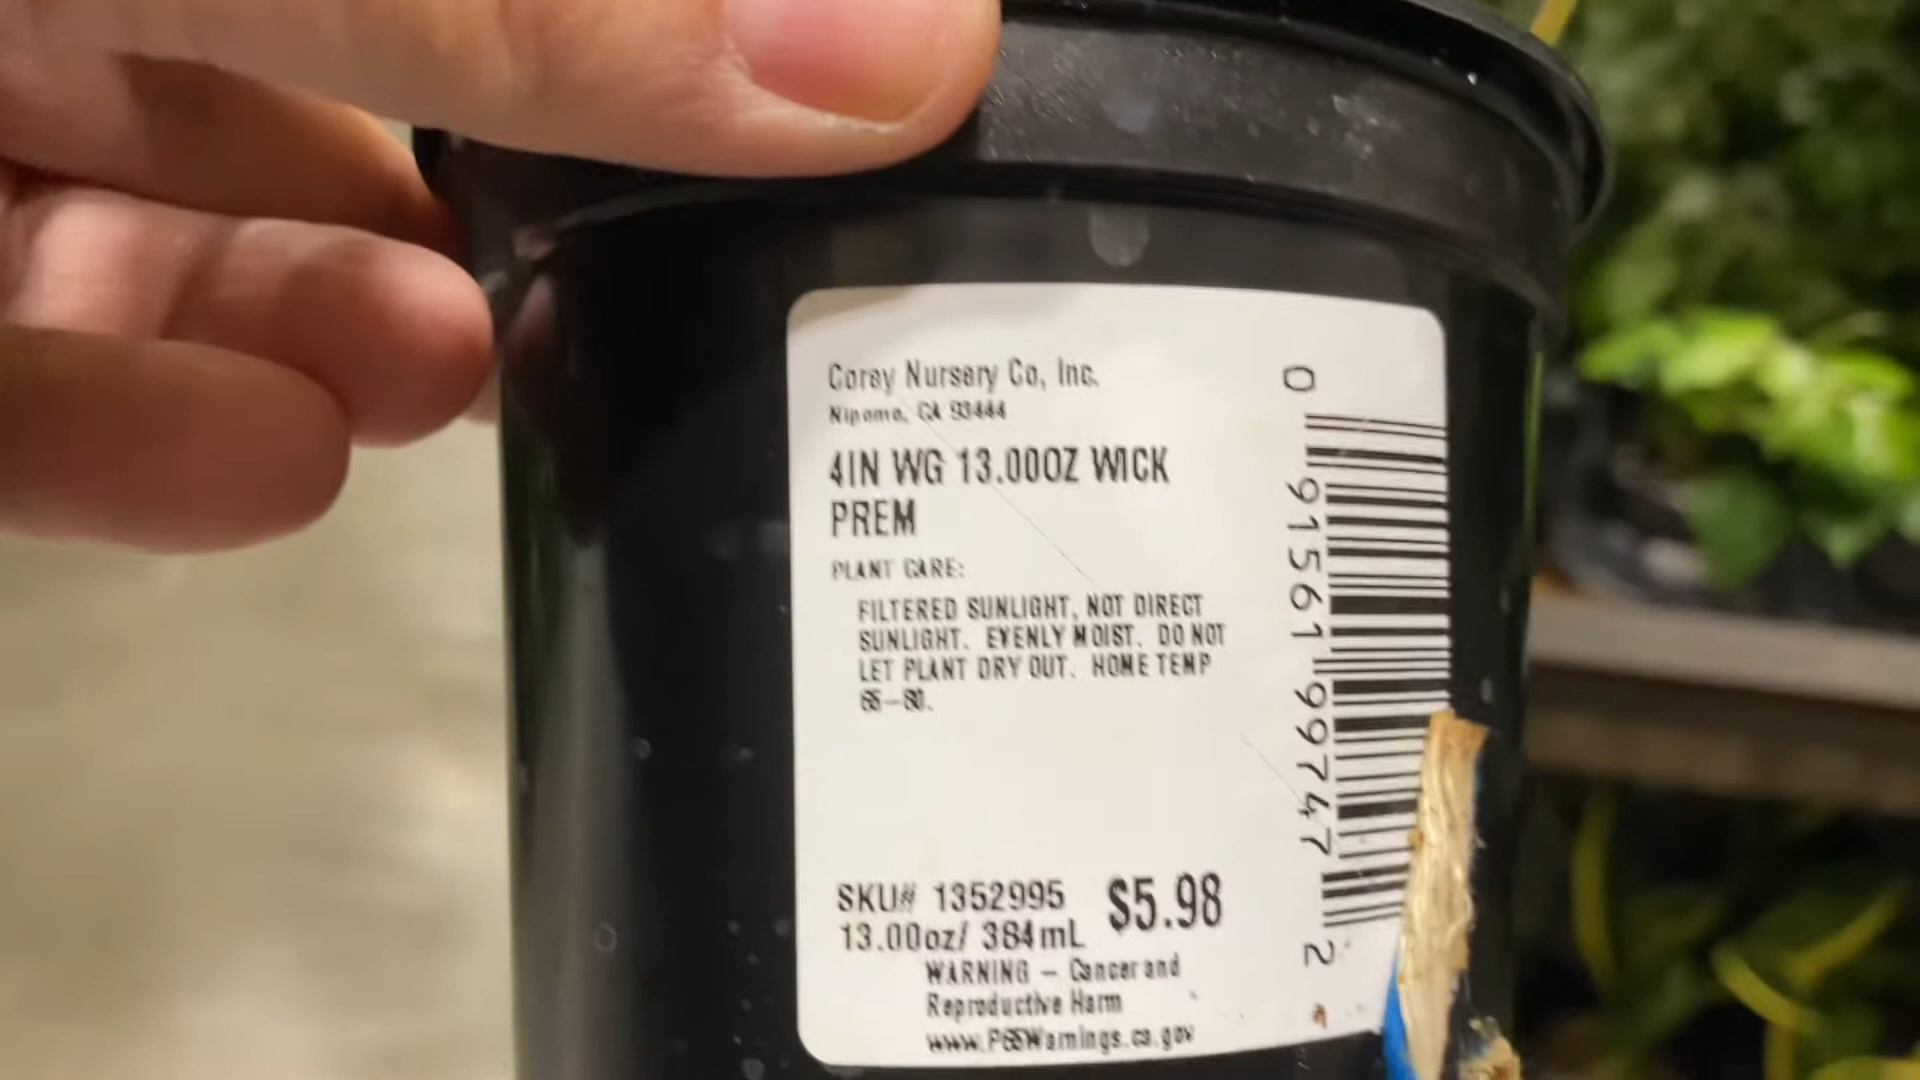 Corey Nursery Co, Inc.
Nipomo, CA 93444
4IN WG 13.00OZ WICK
PREM
PLANT CARE:
FILTERED SUNLIGHT, NOT DIRECT
SUNLIGHT. EVENLY MOIST. DO NOT
LET PLANT DRY OUT. HOME TEMP
65-80.
SKU# 1352995 $5.98
13.00oz/ 384mL
WARNING - Cancer and
Reproductive Harm
www.P65Warnings.ca.gov
0 91561 99747 2